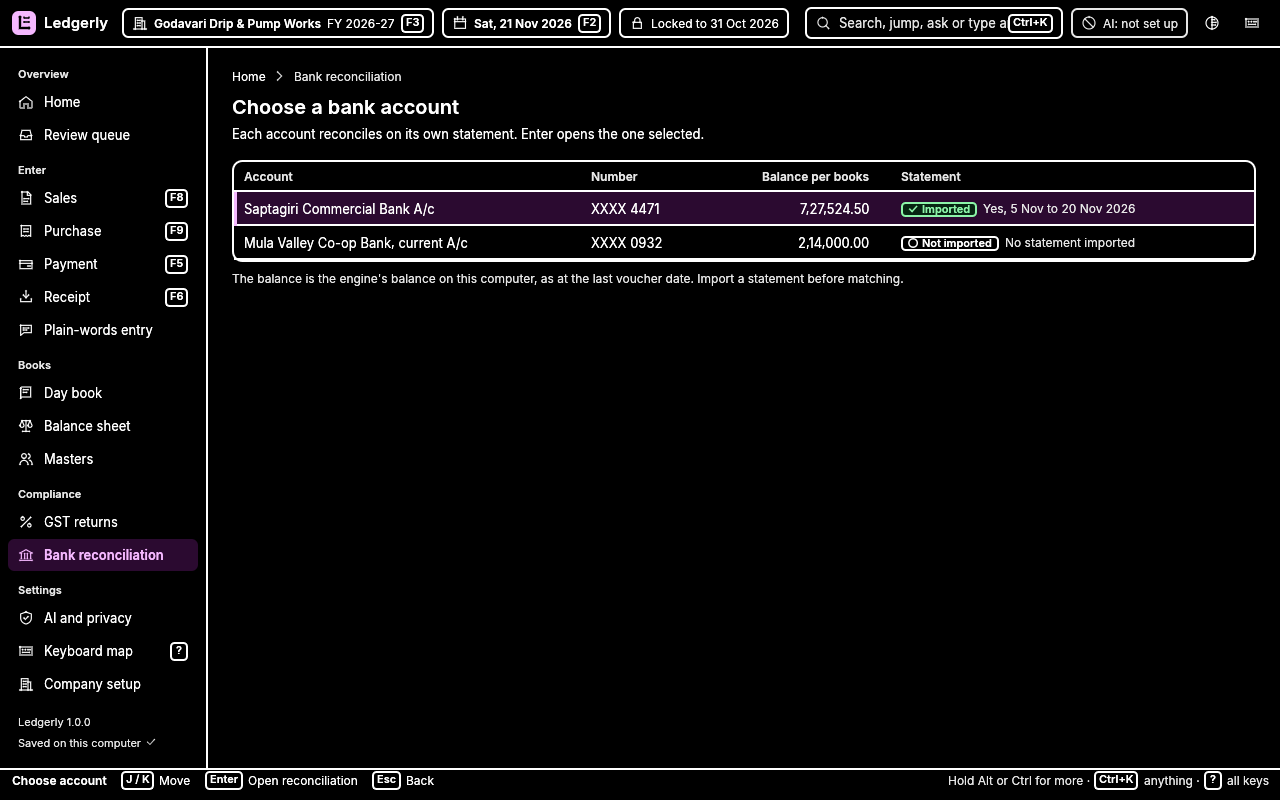 Ledgerly
Godavari Drip & Pump Works FY 2026-27 F3
Sat, 21 Nov 2026 F2
Locked to 31 Oct 2026
Search, jump, ask or type a Ctrl+K
AI: not set up
Overview
Home
Review queue
Enter
Sales F8
Purchase F9
Payment F5
Receipt F6
Plain-words entry
Books
Day book
Balance sheet
Masters
Compliance
GST returns
Bank reconciliation
Settings
AI and privacy
Keyboard map ?
Company setup
Ledgerly 1.0.0
Saved on this computer
Home Bank reconciliation
Choose a bank account
Each account reconciles on its own statement. Enter opens the one selected.
Account Number Balance per books Statement
Saptagiri Commercial Bank A/c XXXX 4471 7,27,524.50 Imported Yes, 5 Nov to 20 Nov 2026
Mula Valley Co-op Bank, current A/c XXXX 0932 2,14,000.00 Not imported No statement imported
The balance is the engine's balance on this computer, as at the last voucher date. Import a statement before matching.
Choose account J / K Move Enter Open reconciliation Esc Back
Hold Alt or Ctrl for more · Ctrl+K anything · ? all keys